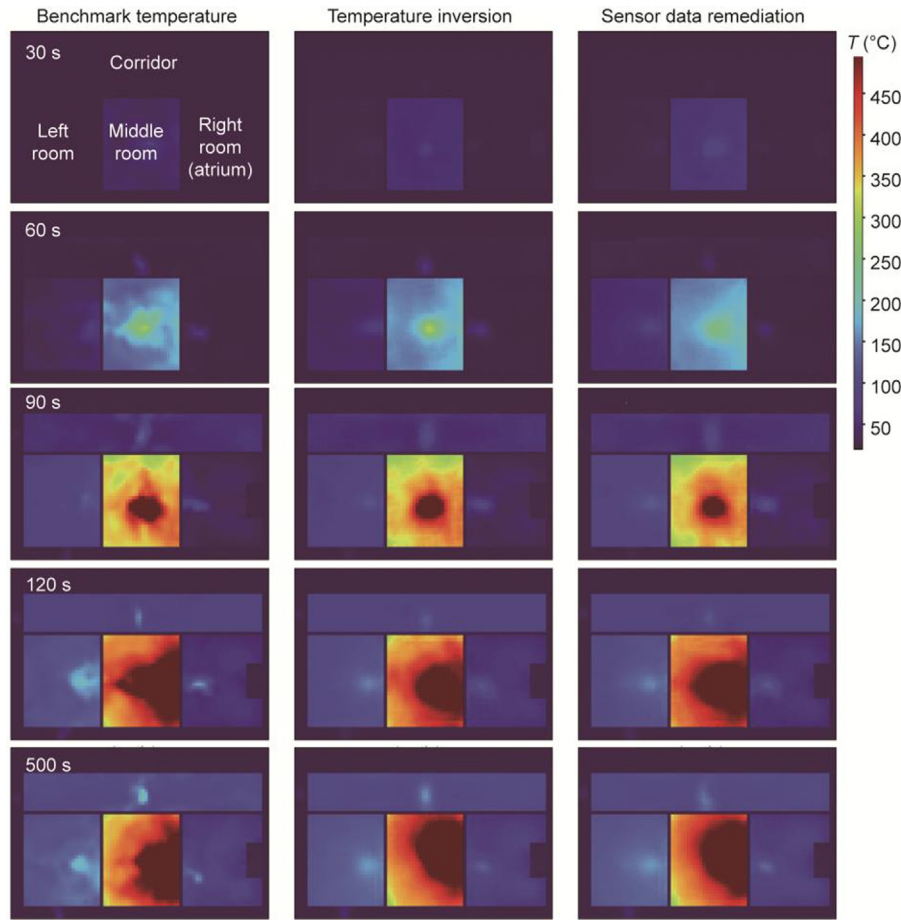 Benchmark temperature
Temperature inversion
Sensor data remediation
T (°C)
30 s
Corridor
Left
room
Middle
room
Right
room
(atrium)
60 s
90 s
120 s
500 s
450
400
350
300
250
200
150
100
50